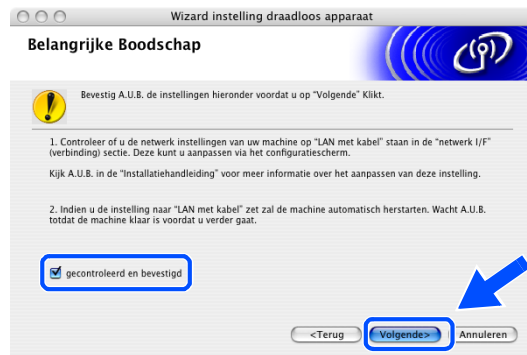 Wizard instelling draadloos apparaat
Belangrijke Boodschap
Bevestig A.U.B. de instellingen hieronder voordat u op "Volgende" Klikt.
1. Controleer of u de netwerk instellingen van uw machine op "LAN met kabel" staan in de "netwerk I/F"
(verbinding) sectie. Deze kunt u aanpassen via het configuratiescherm.
Kijk A.U.B. in de "Installatiehandleiding" voor meer informatie over het aanpassen van deze instelling.
2. Indien u de instelling naar "LAN met kabel" zet zal de machine automatisch herstarten. Wacht A.U.B.
totdat de machine klaar is voordat u verder gaat.
gecontroleerd en bevestigd
<Terug Volgende> Annuleren